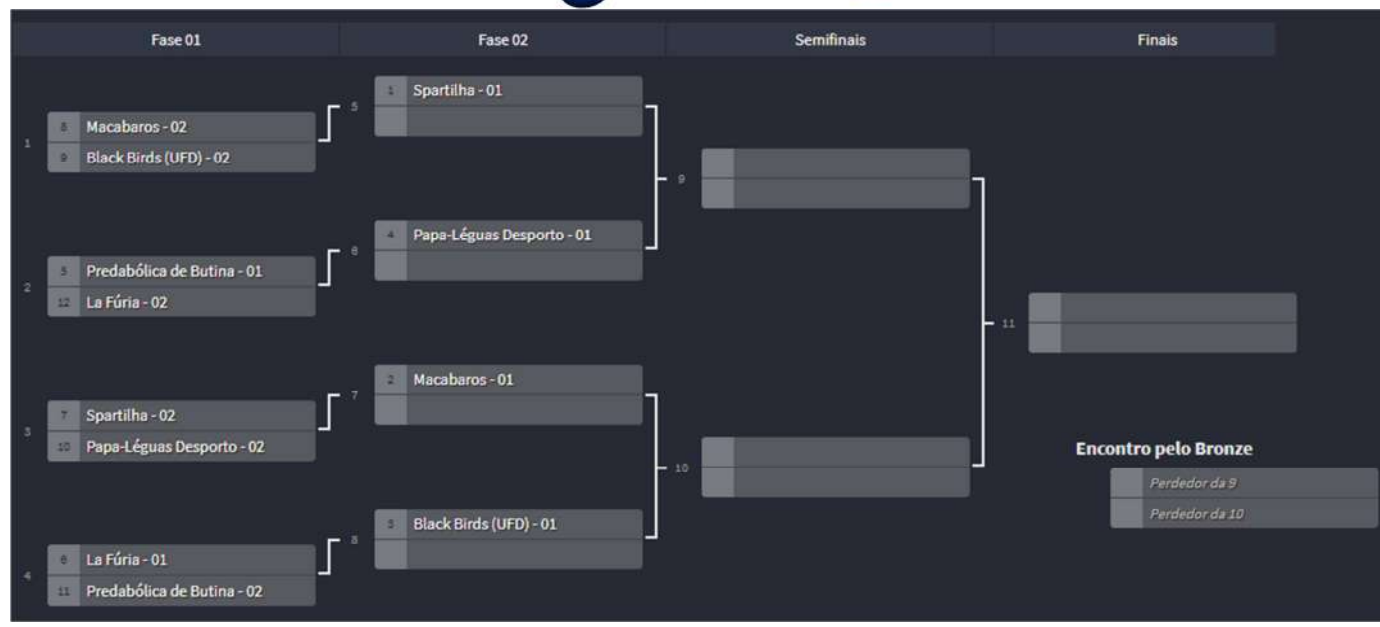 Fase 01
Fase 02
Semifinais
Finais
1
8 Macabaros - 02
9 Black Birds (UFD) - 02
2
5 Predabólica de Butina - 01
12 La Fúria - 02
3
7 Spartilha - 02
10 Papa-Léguas Desporto - 02
4
6 La Fúria - 01
11 Predabólica de Butina - 02
5
1 Spartilha - 01
6
4 Papa-Léguas Desporto - 01
7
2 Macabaros - 01
8
3 Black Birds (UFD) - 01
9
10
11
Encontro pelo Bronze
Perdedor da 9
Perdedor da 10